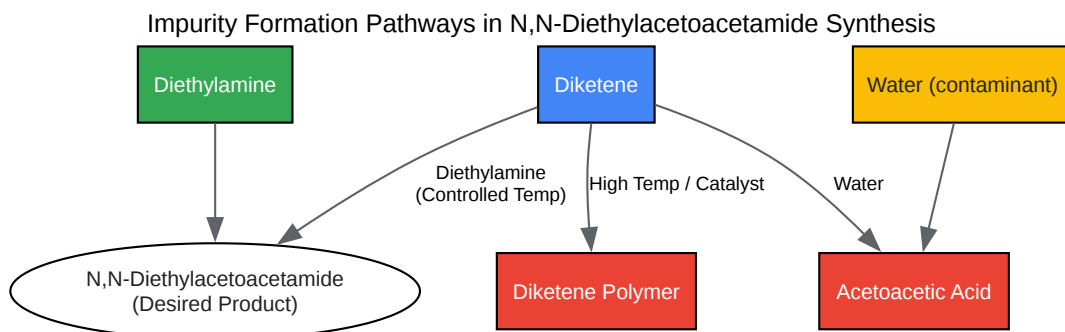 Impurity Formation Pathways in N,N-Diethylacetoacetamide Synthesis
Diethylamine
Diketene
Water (contaminant)
Diethylamine
(Controlled Temp)
High Temp / Catalyst
Water
N,N-Diethylacetoacetamide
(Desired Product)
Diketene Polymer
Acetoacetic Acid